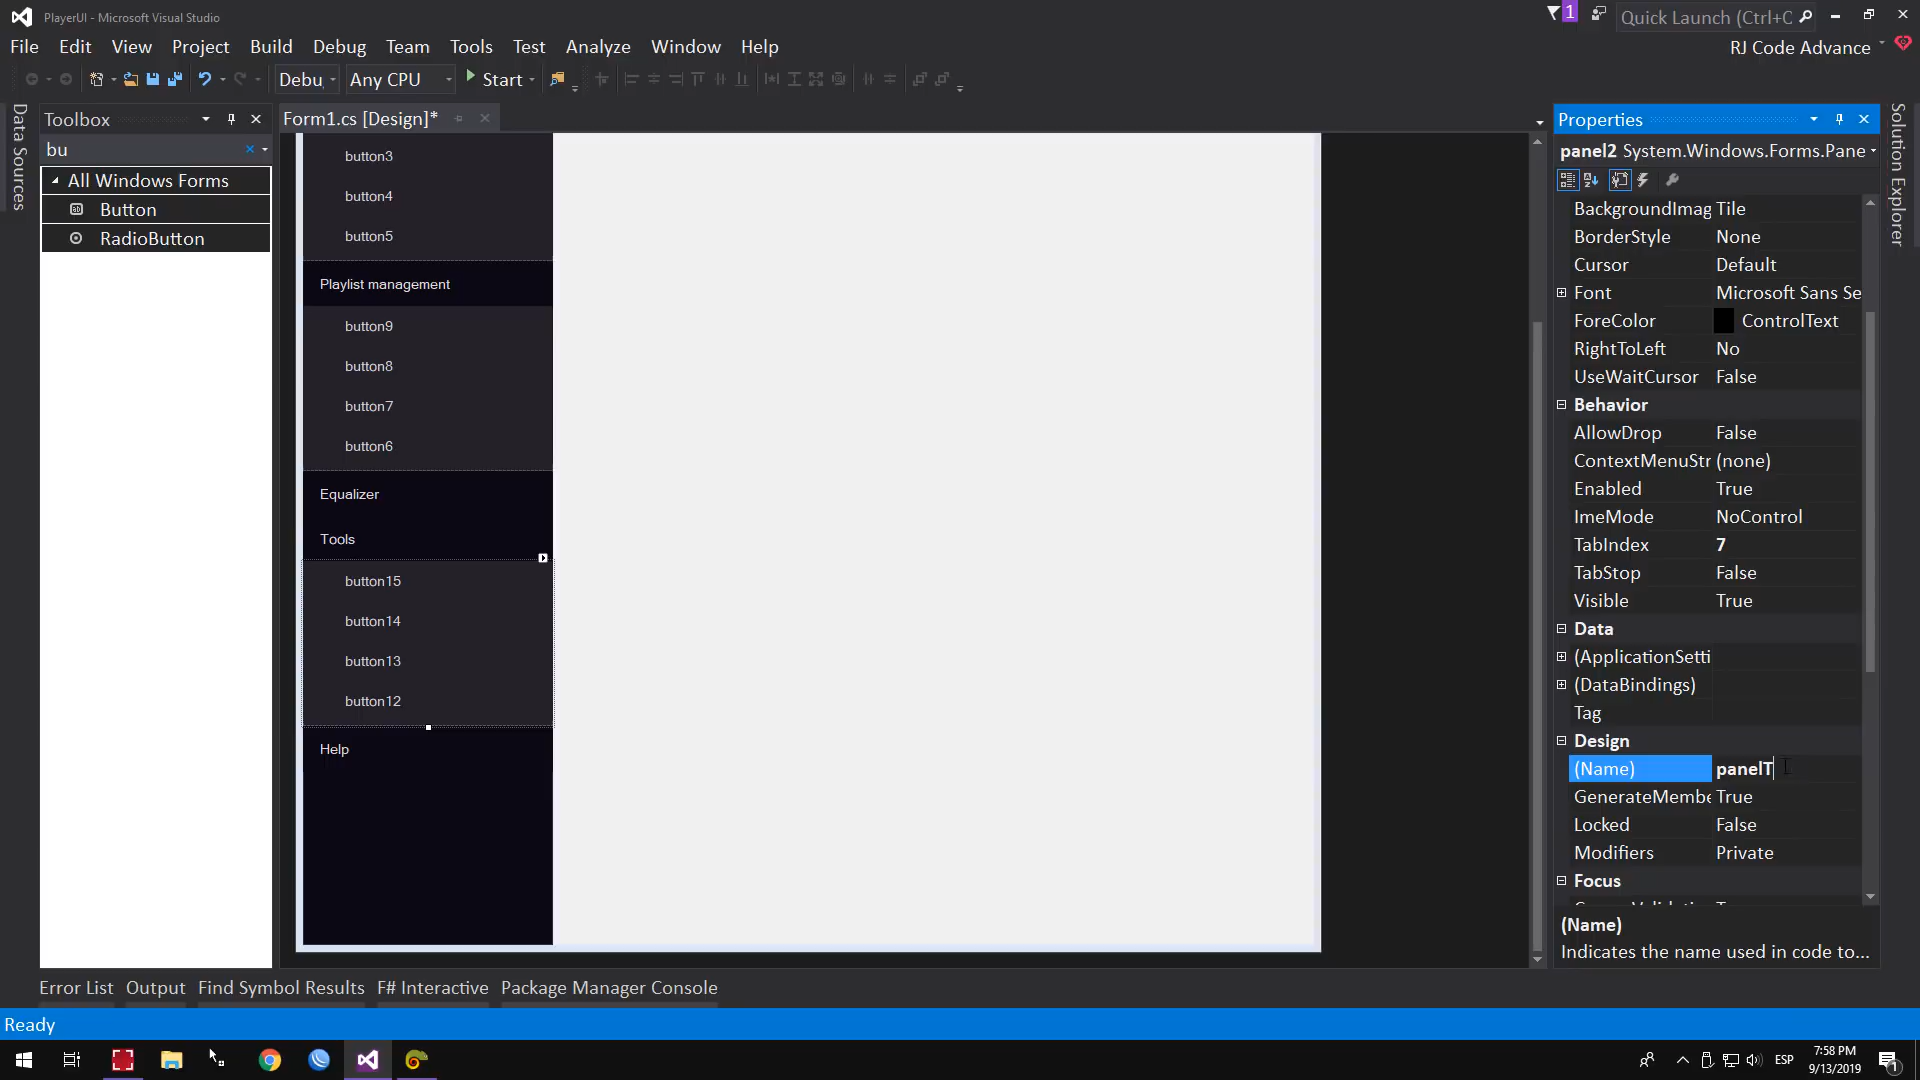 PlayerUI - Microsoft Visual Studio
1
Quick Launch (Ctrl+C
File Edit View Project Build Debug Team Tools Test Analyze Window Help
RJ Code Advance
Debu Any CPU Start
Data Sources
Toolbox
bu
All Windows Forms
Button
RadioButton
Form1.cs [Design]*
button3
button4
button5
Playlist management
button9
button8
button7
button6
Equalizer
Tools
button15
button14
button13
button12
Help
Properties
panel2 System.Windows.Forms.Pane
BackgroundImag Tile
BorderStyle None
Cursor Default
Font Microsoft Sans Se
ForeColor ControlText
RightToLeft No
UseWaitCursor False
Behavior
AllowDrop False
ContextMenuStr (none)
Enabled True
ImeMode NoControl
TabIndex 7
TabStop False
Visible True
Data
(ApplicationSetti
(DataBindings)
Tag
Design
(Name) panelT
GenerateMembe True
Locked False
Modifiers Private
Focus
(Name)
Indicates the name used in code to...
Solution Explorer
Error List Output Find Symbol Results F# Interactive Package Manager Console
Ready
ESP
7:58 PM
9/13/2019
1